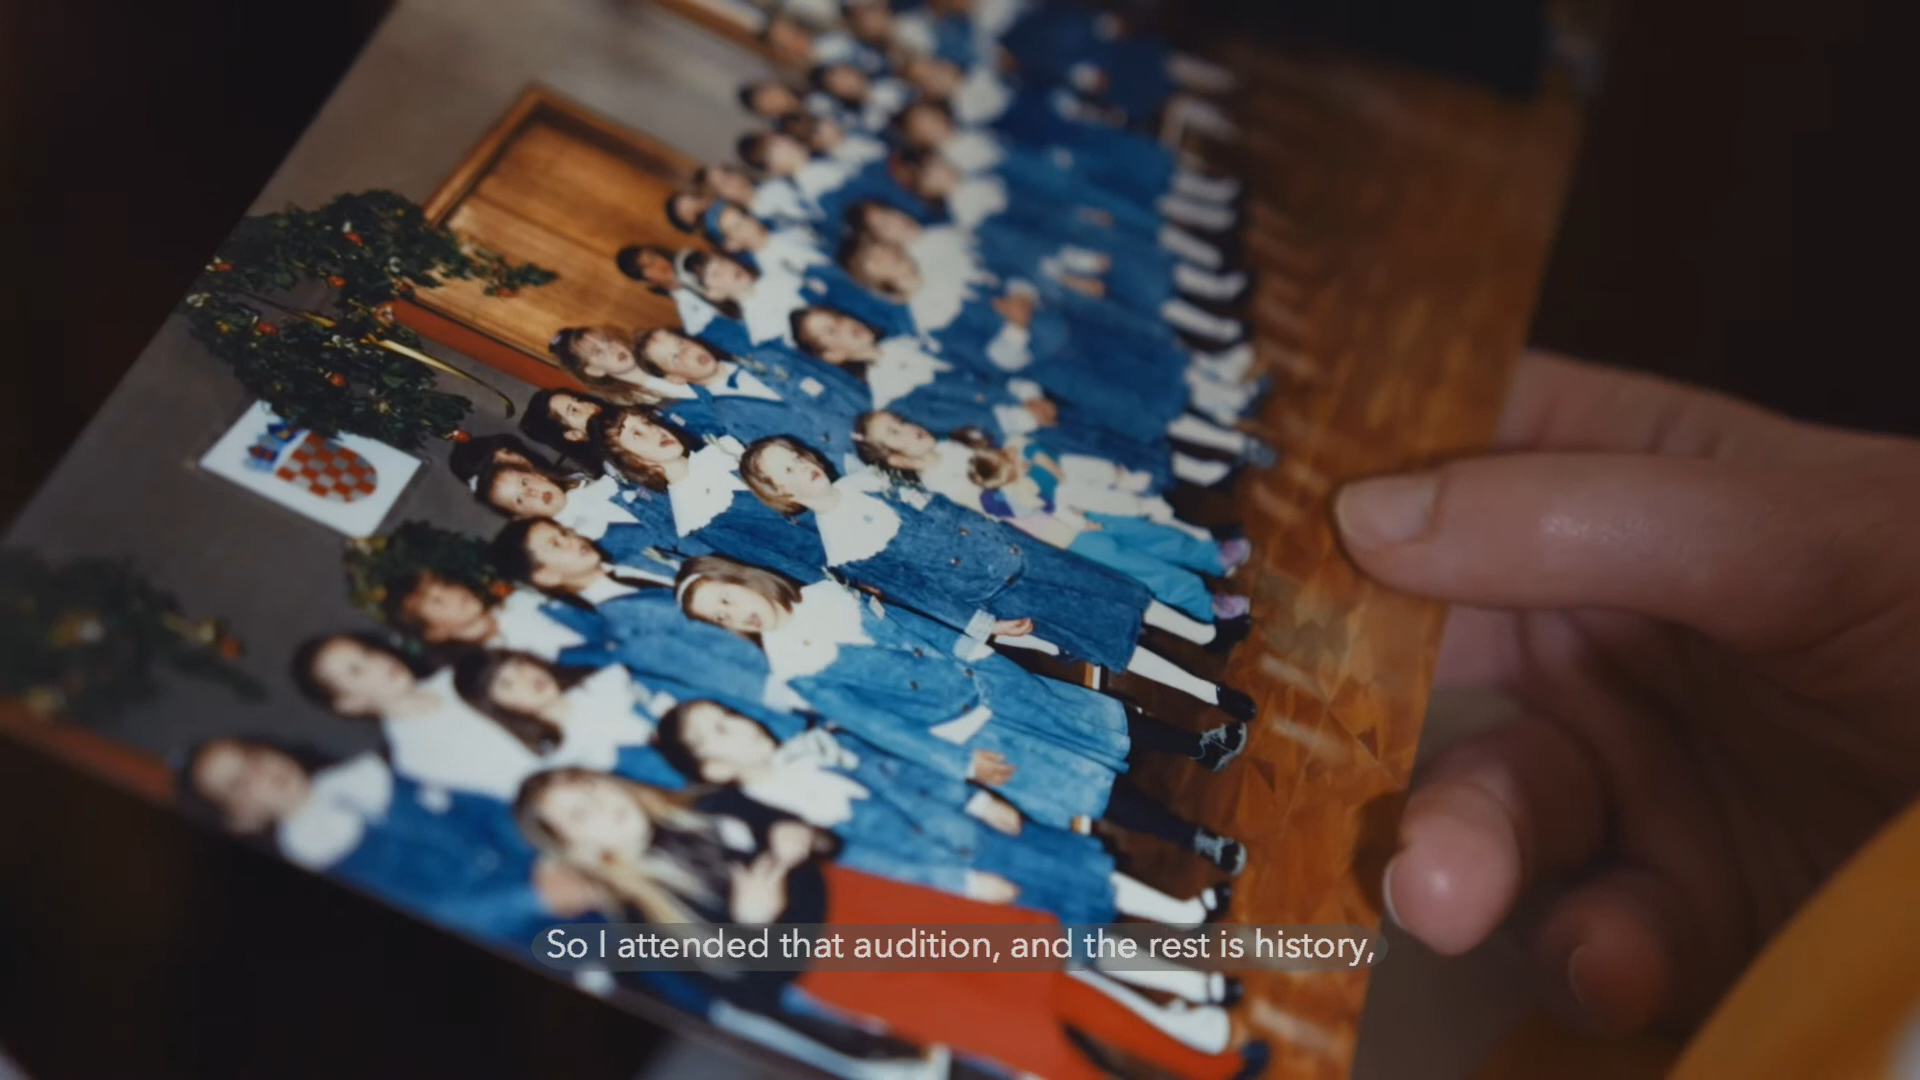 So I attended that audition, and the rest is history,